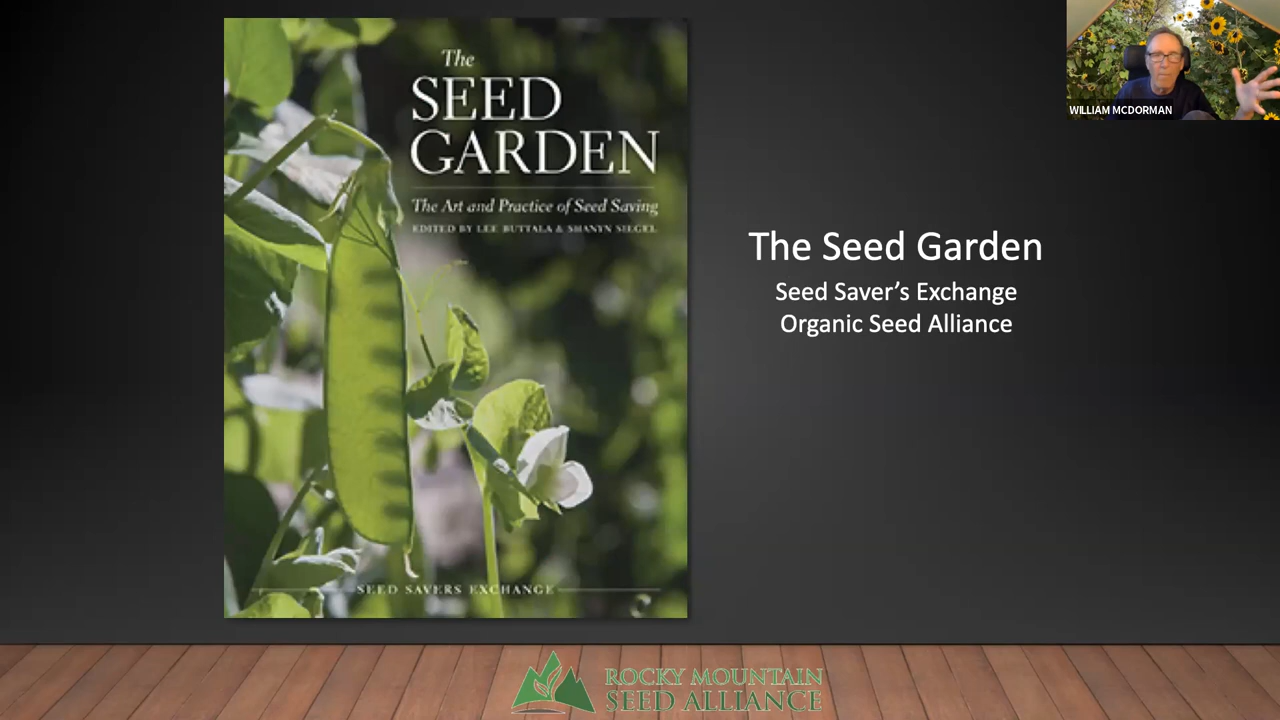 The
SEED
GARDEN
The Art and Practice of Seed Saving
EDITED BY LEE BUTTALA & SHANYN SIEGEL
SEED SAVERS EXCHANGE
The Seed Garden
Seed Saver’s Exchange
Organic Seed Alliance
WILLIAM MCDORMAN
ROCKY MOUNTAIN
SEED ALLIANCE